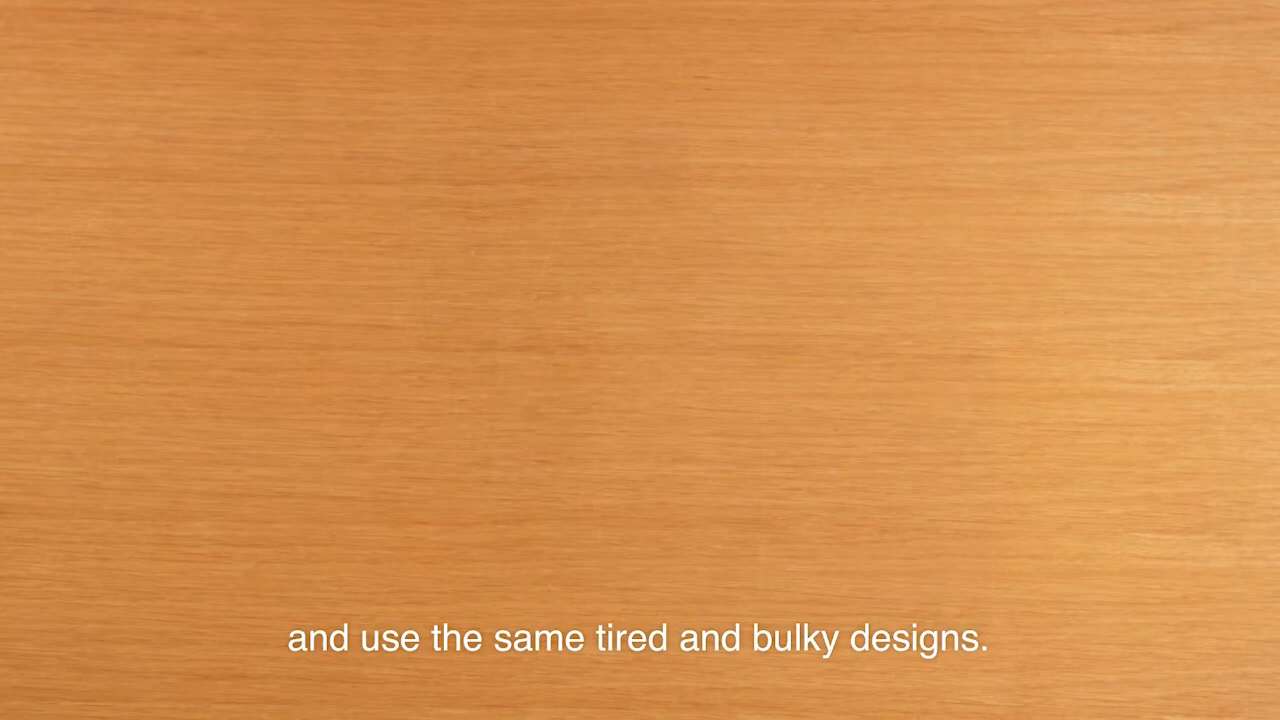 and use the same tired and bulky designs.